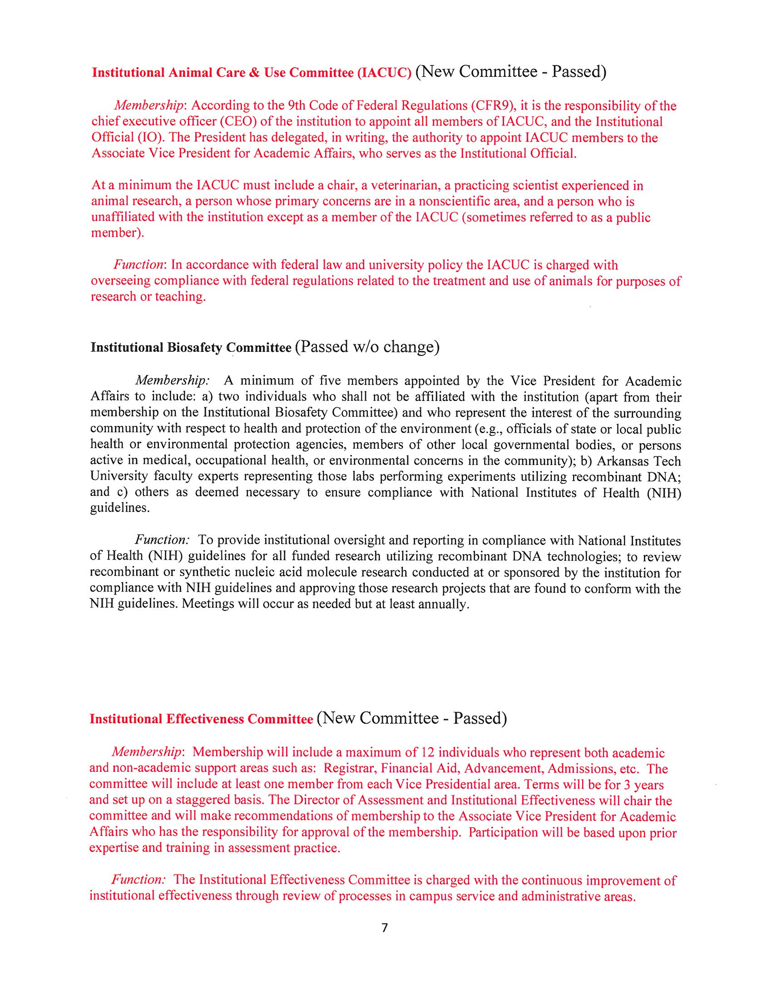 Institutional Animal Care & Use Committee (IACUC) (New Committee - Passed)
Membership: According to the 9th Code of Federal Regulations (CFR9), it is the responsibility of the
chief executive officer (CEO) of the institution to appoint all members of IACUC, and the Institutional
Official (IO). The President has delegated, in writing, the authority to appoint IACUC members to the
Associate Vice President for Academic Affairs, who serves as the Institutional Official.
At a minimum the IACUC must include a chair, a veterinarian, a practicing scientist experienced in
animal research, a person whose primary concerns are in a nonscientific area, and a person who is
unaffiliated with the institution except as a member of the IACUC (sometimes referred to as a public
member).
Function: In accordance with federal law and university policy the IACUC is charged with
overseeing compliance with federal regulations related to the treatment and use of animals for purposes of
research or teaching.
Institutional Biosafety Committee (Passed w/o change)
Membership: A minimum of five members appointed by the Vice President for Academic
Affairs to include: a) two individuals who shall not be affiliated with the institution (apart from their
membership on the Institutional Biosafety Committee) and who represent the interest of the surrounding
community with respect to health and protection of the environment (e.g., officials of state or local public
health or environmental protection agencies, members of other local governmental bodies, or persons
active in medical, occupational health, or environmental concerns in the community); b) Arkansas Tech
University faculty experts representing those labs performing experiments utilizing recombinant DNA;
and c) others as deemed necessary to ensure compliance with National Institutes of Health (NIH)
guidelines.
Function: To provide institutional oversight and reporting in compliance with National Institutes
of Health (NIH) guidelines for all funded research utilizing recombinant DNA technologies; to review
recombinant or synthetic nucleic acid molecule research conducted at or sponsored by the institution for
compliance with NIH guidelines and approving those research projects that are found to conform with the
NIH guidelines. Meetings will occur as needed but at least annually.
Institutional Effectiveness Committee (New Committee - Passed)
Membership: Membership will include a maximum of 12 individuals who represent both academic
and non-academic support areas such as: Registrar, Financial Aid, Advancement, Admissions, etc. The
committee will include at least one member from each Vice Presidential area. Terms will be for 3 years
and set up on a staggered basis. The Director of Assessment and Institutional Effectiveness will chair the
committee and will make recommendations of membership to the Associate Vice President for Academic
Affairs who has the responsibility for approval of the membership. Participation will be based upon prior
expertise and training in assessment practice.
Function: The Institutional Effectiveness Committee is charged with the continuous improvement of
institutional effectiveness through review of processes in campus service and administrative areas.
7